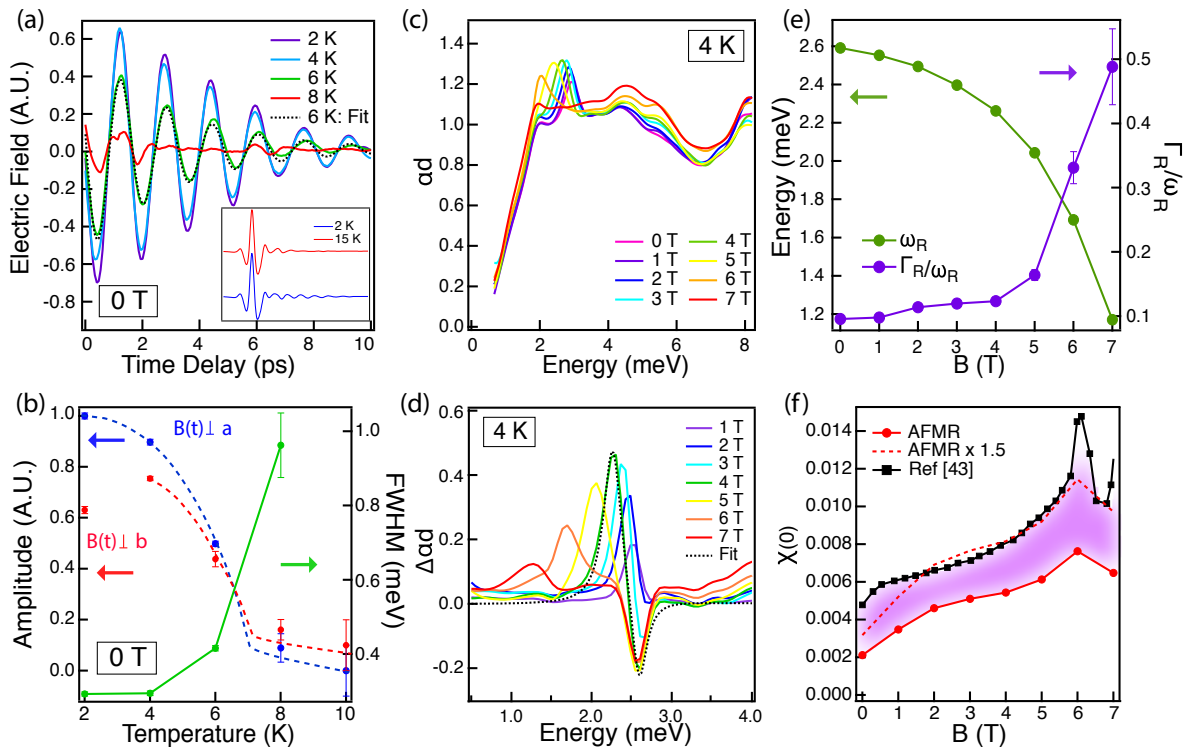 (a)
0.6
0.4
0.2
0.0
-0.2
-0.4
-0.6
-0.8
Electric Field (A.U.)
2 K
4 K
6 K
8 K
6 K: Fit
2 K
15 K
0 T
0 2 4 6 8 10
Time Delay (ps)
(b)
1.0
0.8
0.6
0.4
0.2
0.0
Amplitude (A.U.)
B(t)⊥ a
B(t)⊥ b
0 T
1.0
0.8
0.6
0.4
FWHM (meV)
2 4 6 8 10
Temperature (K)
(c)
4 K
1.4
1.2
1.0
0.8
0.6
0.4
0.2
0.0
αd
0 T
1 T
2 T
3 T
4 T
5 T
6 T
7 T
0 2 4 6 8
Energy (meV)
(d)
4 K
0.6
0.4
0.2
0.0
-0.2
Δαd
1 T
2 T
3 T
4 T
5 T
6 T
7 T
Fit
1.0 2.0 3.0 4.0
Energy (meV)
(e)
2.6
2.4
2.2
2.0
1.8
1.6
1.4
1.2
Energy (meV)
ωR
ΓR/ωR
0.5
0.4
0.3
0.2
0.1
ΓR/ωR
0 1 2 3 4 5 6 7
B (T)
(f)
0.014
0.012
0.010
0.008
0.006
0.004
0.002
0.000
χ(0)
AFMR
AFMR x 1.5
Ref [43]
0 1 2 3 4 5 6 7
B (T)